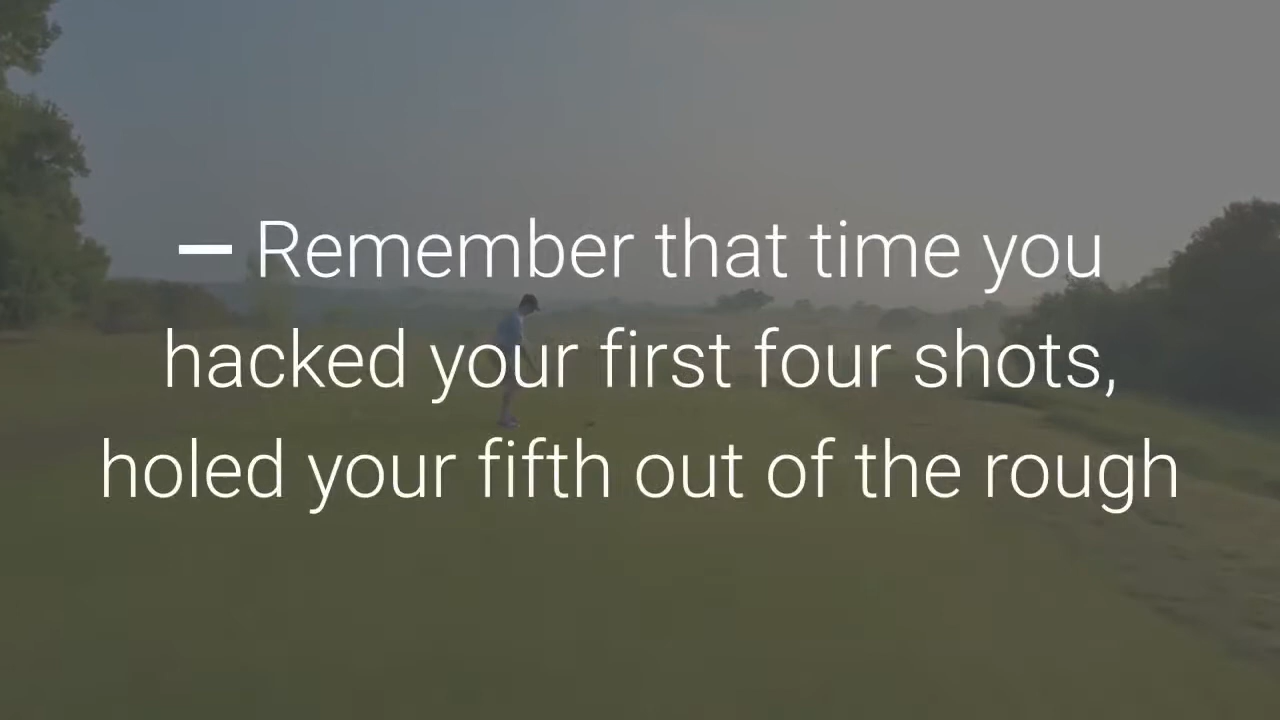 — Remember that time you
hacked your first four shots,
holed your fifth out of the rough